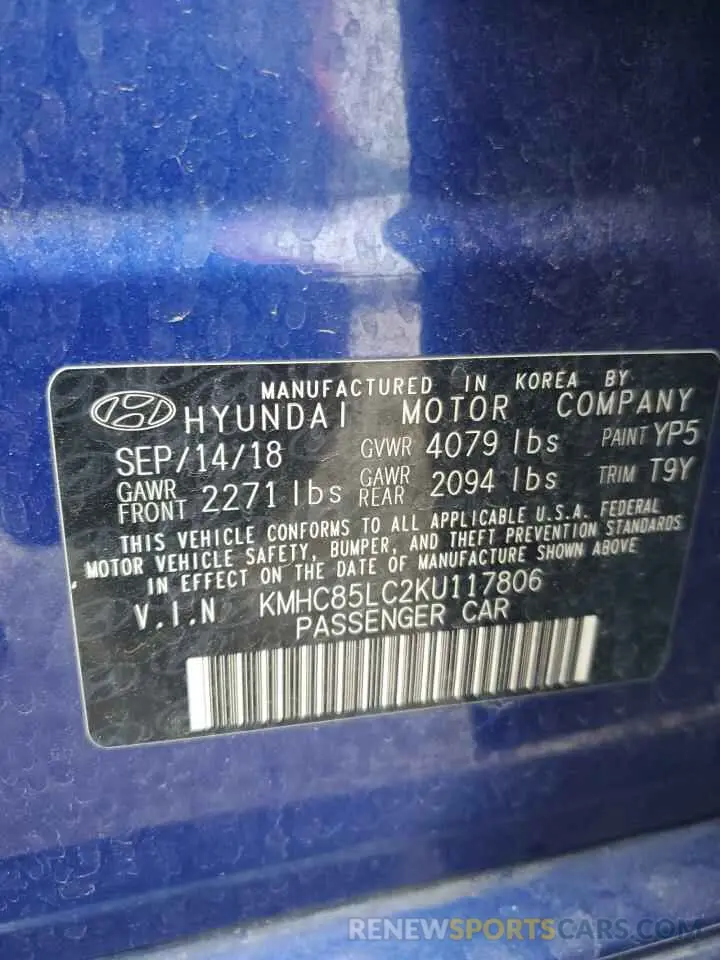 MANUFACTURED IN KOREA BY
HYUNDAI MOTOR COMPANY
SEP/14/18 GVWR 4079 lbs PAINT YP5
GAWR FRONT 2271 lbs GAWR REAR 2094 lbs TRIM T9Y
THIS VEHICLE CONFORMS TO ALL APPLICABLE U.S.A. FEDERAL
MOTOR VEHICLE SAFETY, BUMPER, AND THEFT PREVENTION STANDARDS
IN EFFECT ON THE DATE OF MANUFACTURE SHOWN ABOVE
V.I.N KMHC85LC2KU117806
PASSENGER CAR
RENEWSPORTSCARS.COM